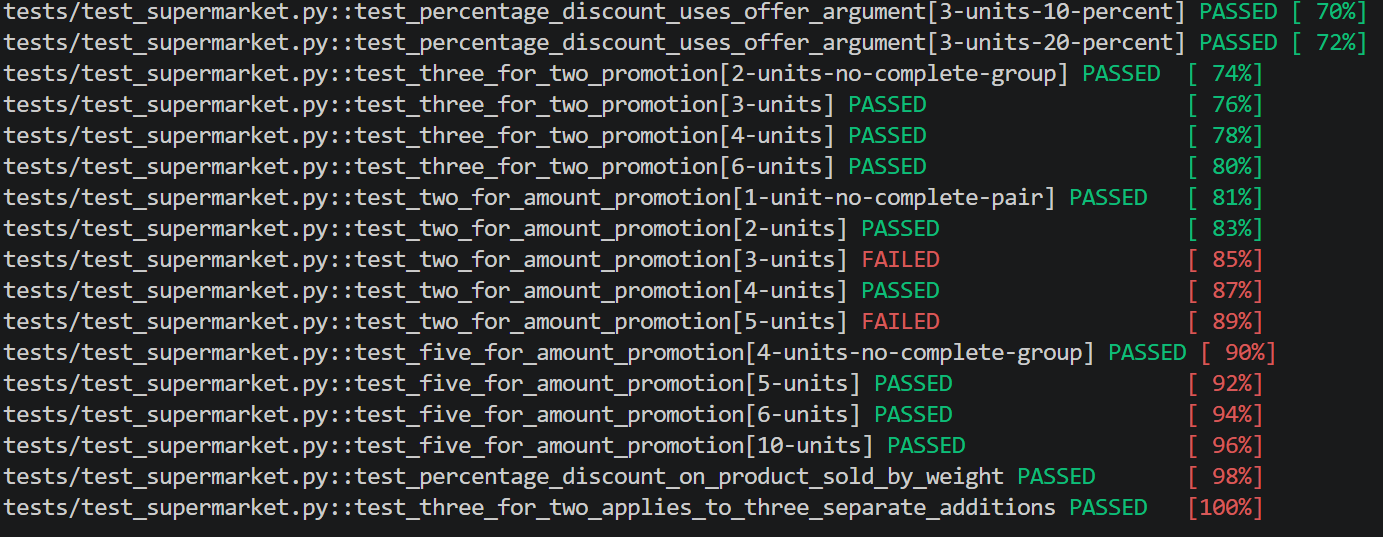 tests/test_supermarket.py::test_percentage_discount_uses_offer_argument[3-units-10-percent] PASSED [ 70%]
tests/test_supermarket.py::test_percentage_discount_uses_offer_argument[3-units-20-percent] PASSED [ 72%]
tests/test_supermarket.py::test_three_for_two_promotion[2-units-no-complete-group] PASSED [ 74%]
tests/test_supermarket.py::test_three_for_two_promotion[3-units] PASSED [ 76%]
tests/test_supermarket.py::test_three_for_two_promotion[4-units] PASSED [ 78%]
tests/test_supermarket.py::test_three_for_two_promotion[6-units] PASSED [ 80%]
tests/test_supermarket.py::test_two_for_amount_promotion[1-unit-no-complete-pair] PASSED [ 81%]
tests/test_supermarket.py::test_two_for_amount_promotion[2-units] PASSED [ 83%]
tests/test_supermarket.py::test_two_for_amount_promotion[3-units] FAILED [ 85%]
tests/test_supermarket.py::test_two_for_amount_promotion[4-units] PASSED [ 87%]
tests/test_supermarket.py::test_two_for_amount_promotion[5-units] FAILED [ 89%]
tests/test_supermarket.py::test_five_for_amount_promotion[4-units-no-complete-group] PASSED [ 90%]
tests/test_supermarket.py::test_five_for_amount_promotion[5-units] PASSED [ 92%]
tests/test_supermarket.py::test_five_for_amount_promotion[6-units] PASSED [ 94%]
tests/test_supermarket.py::test_five_for_amount_promotion[10-units] PASSED [ 96%]
tests/test_supermarket.py::test_percentage_discount_on_product_sold_by_weight PASSED [ 98%]
tests/test_supermarket.py::test_three_for_two_applies_to_three_separate_additions PASSED [100%]